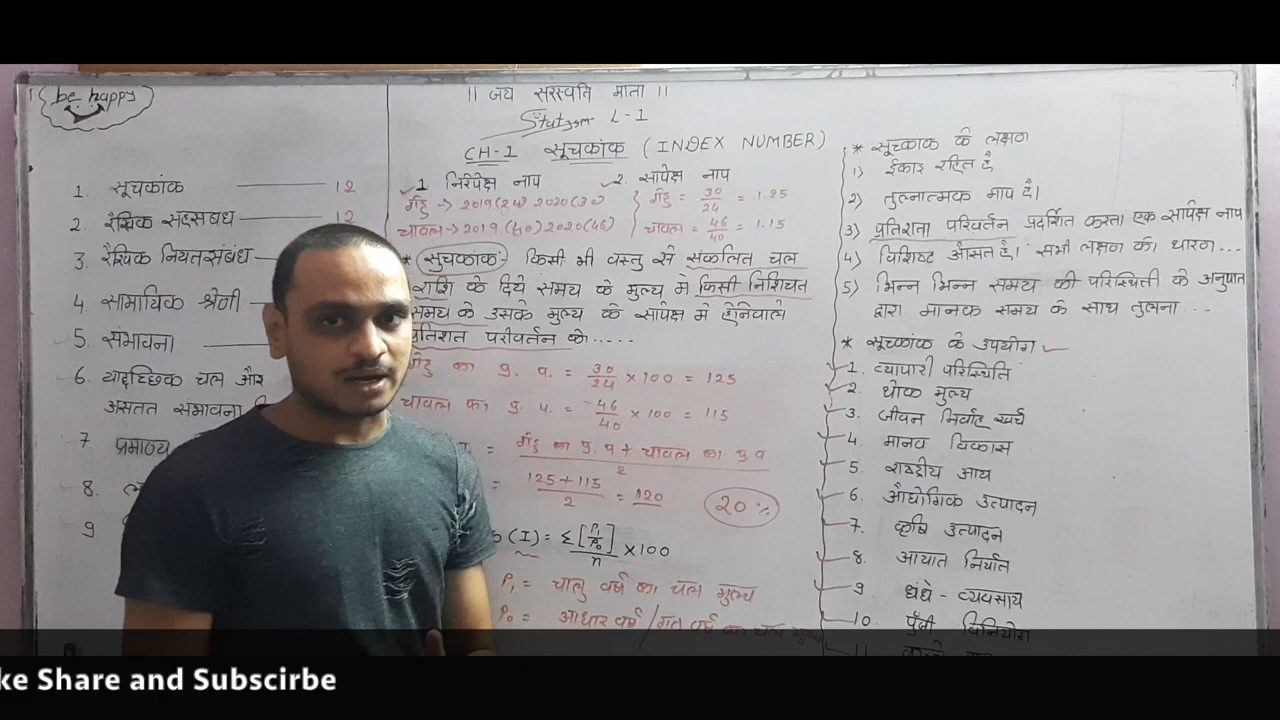 be happy
|| जय सरस्वति माता ||
L-1
CH-1 सूचकांक (INDEX NUMBER)
1. सूचकांक 12
2. रैखिक सहसंबंध 12
3. रैखिक नियतसंबंध
4. सामायिक श्रेणी
5. संभावना
6. यादृच्छिक चल और
असतत संभावना
7. प्रमाण्य
8.
9.
✓1. निरपेक्ष नाप ✓2. सापेक्ष नाप
गेंहु → 2019(24) 2020(30) } गेंहु = 30/24 = 1.25
चावल → 2019(40) 2020(46) चावल = 46/40 = 1.15
* सुचकांक- किसी भी वस्तु से संकलित चल
राशि के दिये समय के मुल्य मे किसी निश्चित
समय के उसके मुल्य के सापेक्ष मे होनेवाले
प्रतिशत परीवर्तन को.....
गेंहु का प्र. प. = 30/24 × 100 = 125
चावल का प्र. प. = 46/40 × 100 = 115
= गेंहु का प्र. प + चावल का प्र प / 2
= 125+115 / 2 = 120 20%
(I) = Σ[P₁/P₀] / n × 100
P₁ = चालु वर्ष का चल मुल्य
P₀ = आधार वर्ष / गत वर्ष का चल मुल्य
* सूचकांक के लक्षण
1) ईकाइ रहित है
2) तुलनात्मक माप है।
3) प्रतिशत परिवर्तन प्रदर्शित करता एक सापेक्ष नाप
4) विशिष्ट औसत है। सभी लक्षण को धारण...
5) भिन्न भिन्न समय की परिस्थिती के अनुपात
द्वारा मानक समय के साथ तुलना...
* सूचकांक के उपयोग ✓
1. व्यापारी परिस्थिति
2. थोक मुल्य
3. जीवन निर्वाह खर्च
4. मानव विकास
5. राष्ट्रीय आय
6. औद्योगिक उत्पादन
7. कृषि उत्पादन
8. आयात निर्यात
9 धंधे - व्यवसाय
10. पुँजी विनियोग
11
ke Share and Subscirbe